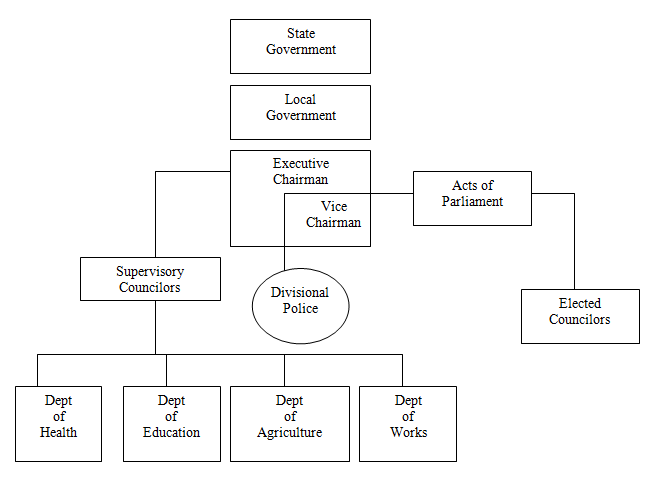 State
Government
Local
Government
Executive
Chairman
Vice
Chairman
Acts of
Parliament
Supervisory
Councilors
Divisional
Police
Elected
Councilors
Dept
of
Health
Dept
of
Education
Dept
of
Agriculture
Dept
of
Works